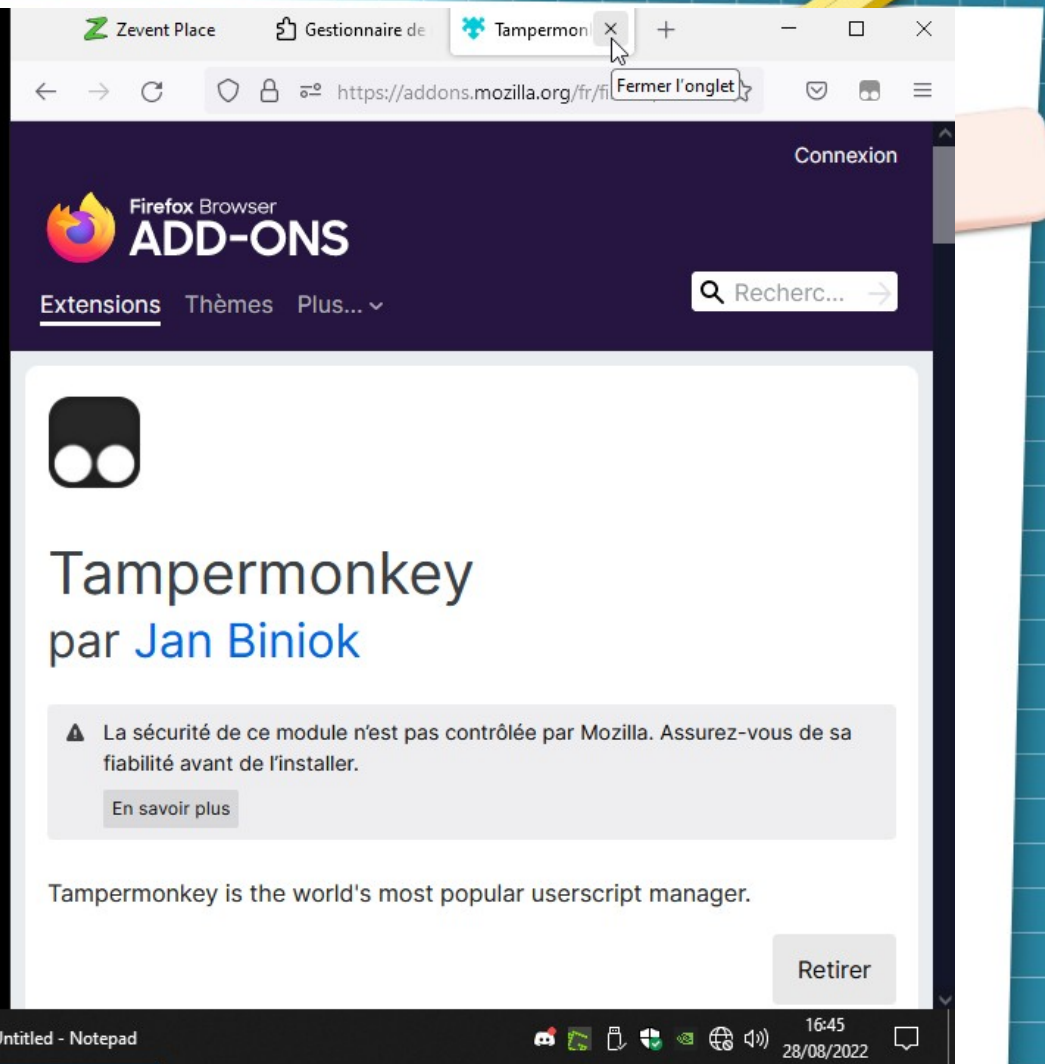 Zevent Place
Gestionnaire de
Tampermon
https://addons.mozilla.org/fr/fi
Fermer l'onglet
Connexion
Firefox Browser
ADD-ONS
Extensions Thèmes Plus...
Recherc...
Tampermonkey
par Jan Biniok
La sécurité de ce module n'est pas contrôlée par Mozilla. Assurez-vous de sa
fiabilité avant de l'installer.
En savoir plus
Tampermonkey is the world's most popular userscript manager.
Retirer
Untitled - Notepad
16:45
28/08/2022